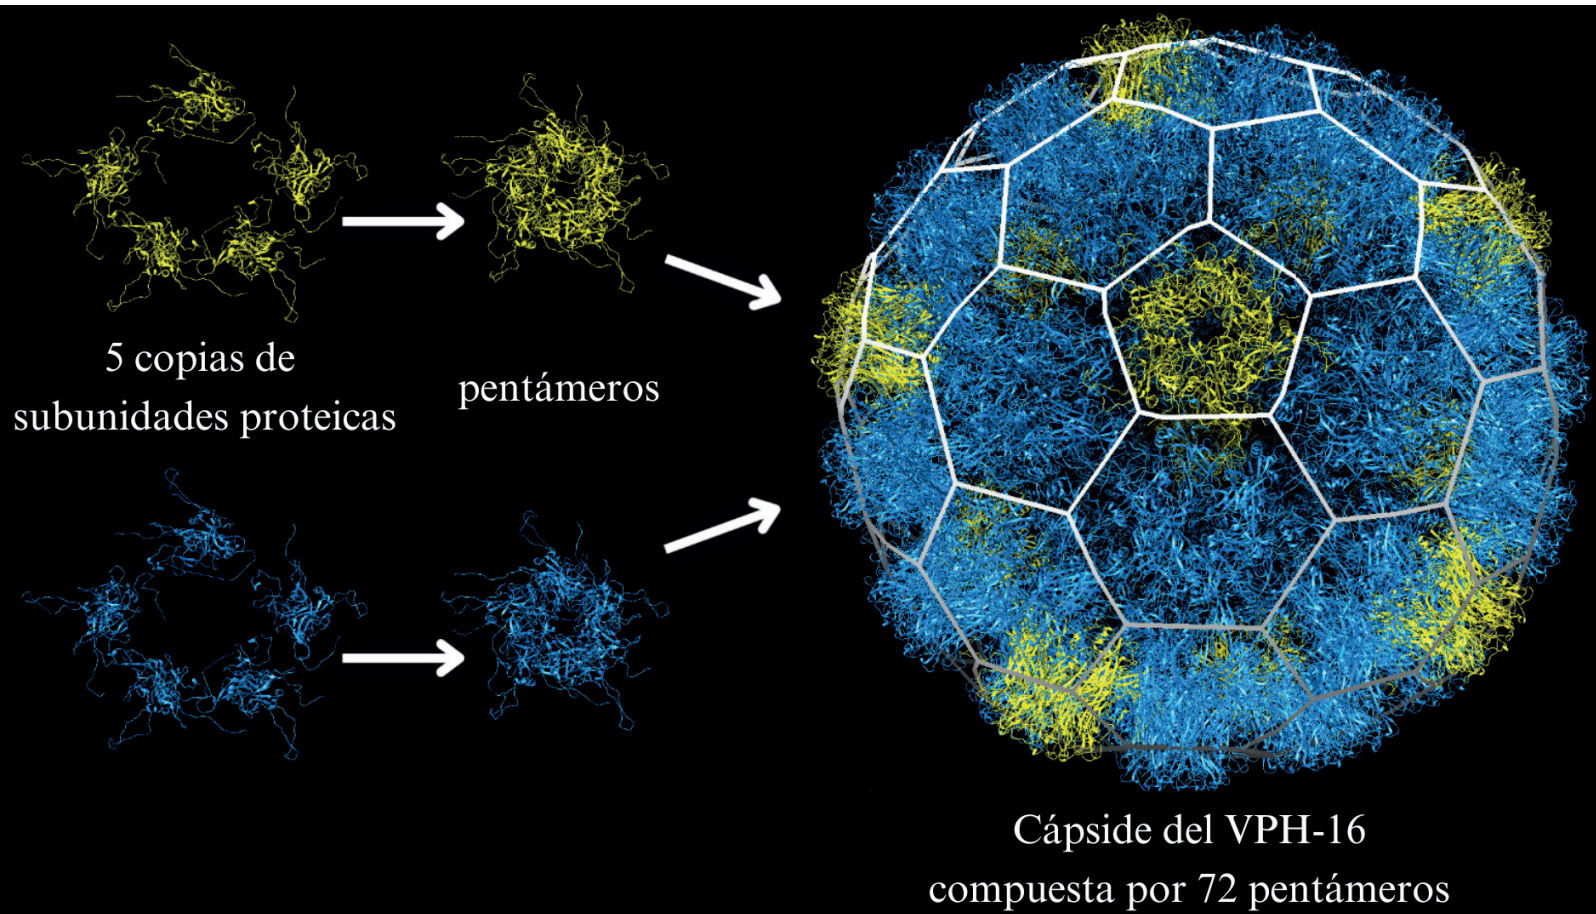 5 copias de
subunidades proteicas
pentámeros
Cápside del VPH-16
compuesta por 72 pentámeros